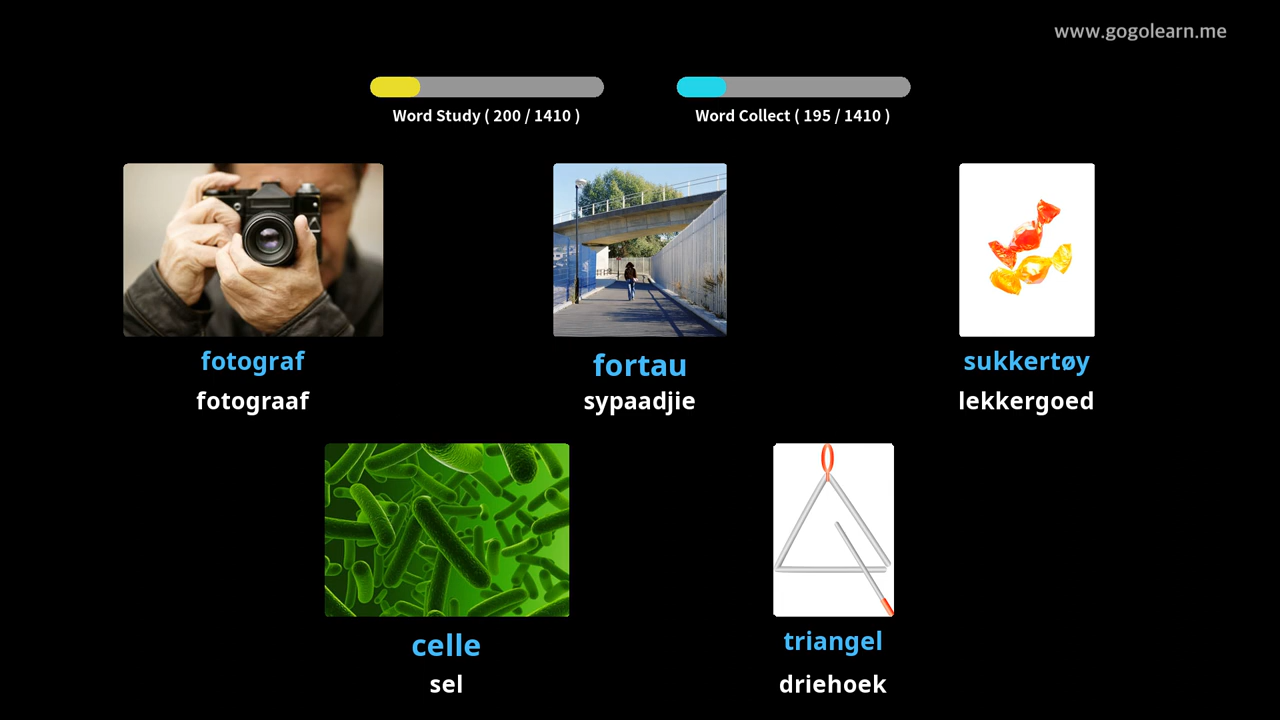 www.gogolearn.me
Word Study ( 200 / 1410 )
Word Collect ( 195 / 1410 )
fotograf
fotograaf
fortau
sypaadjie
sukkertøy
lekkergoed
celle
sel
triangel
driehoek